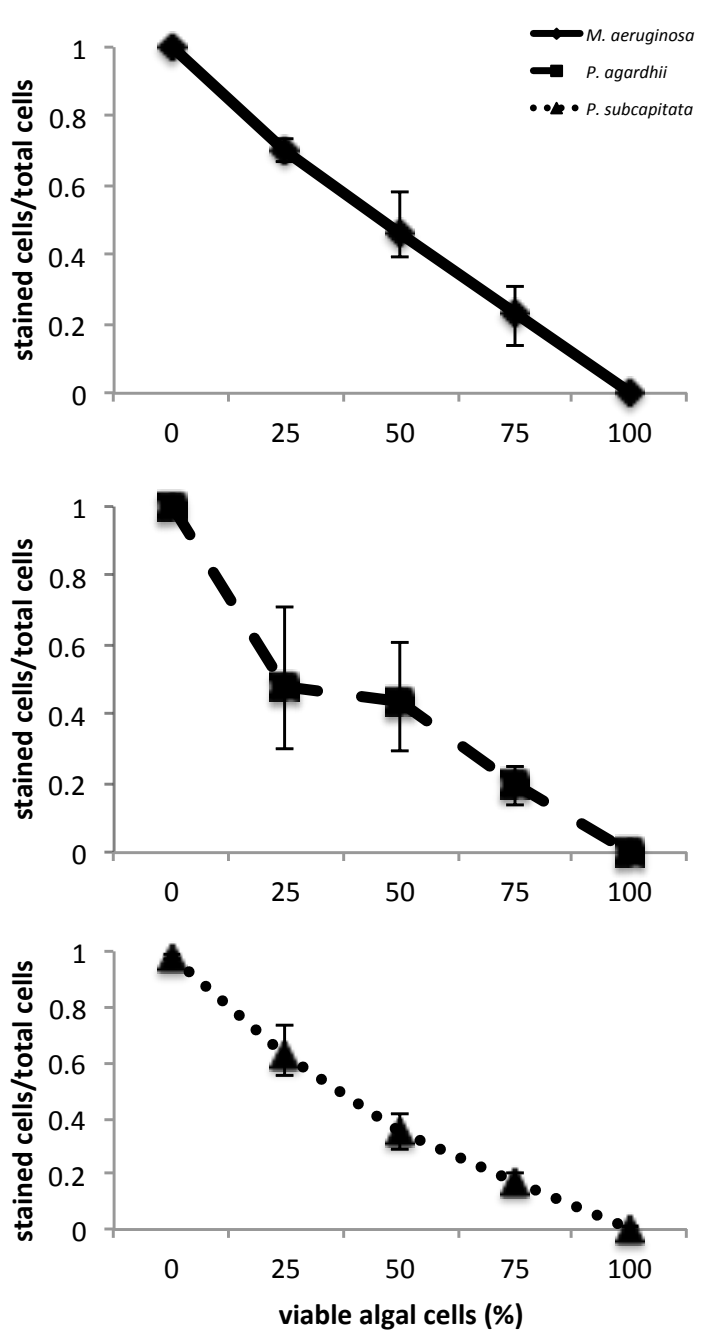 M. aeruginosa
P. agardhii
P. subcapitata
stained cells/total cells
1
0.8
0.6
0.4
0.2
0
0 25 50 75 100
stained cells/total cells
1
0.8
0.6
0.4
0.2
0
0 25 50 75 100
stained cells/total cells
1
0.8
0.6
0.4
0.2
0
0 25 50 75 100
viable algal cells (%)